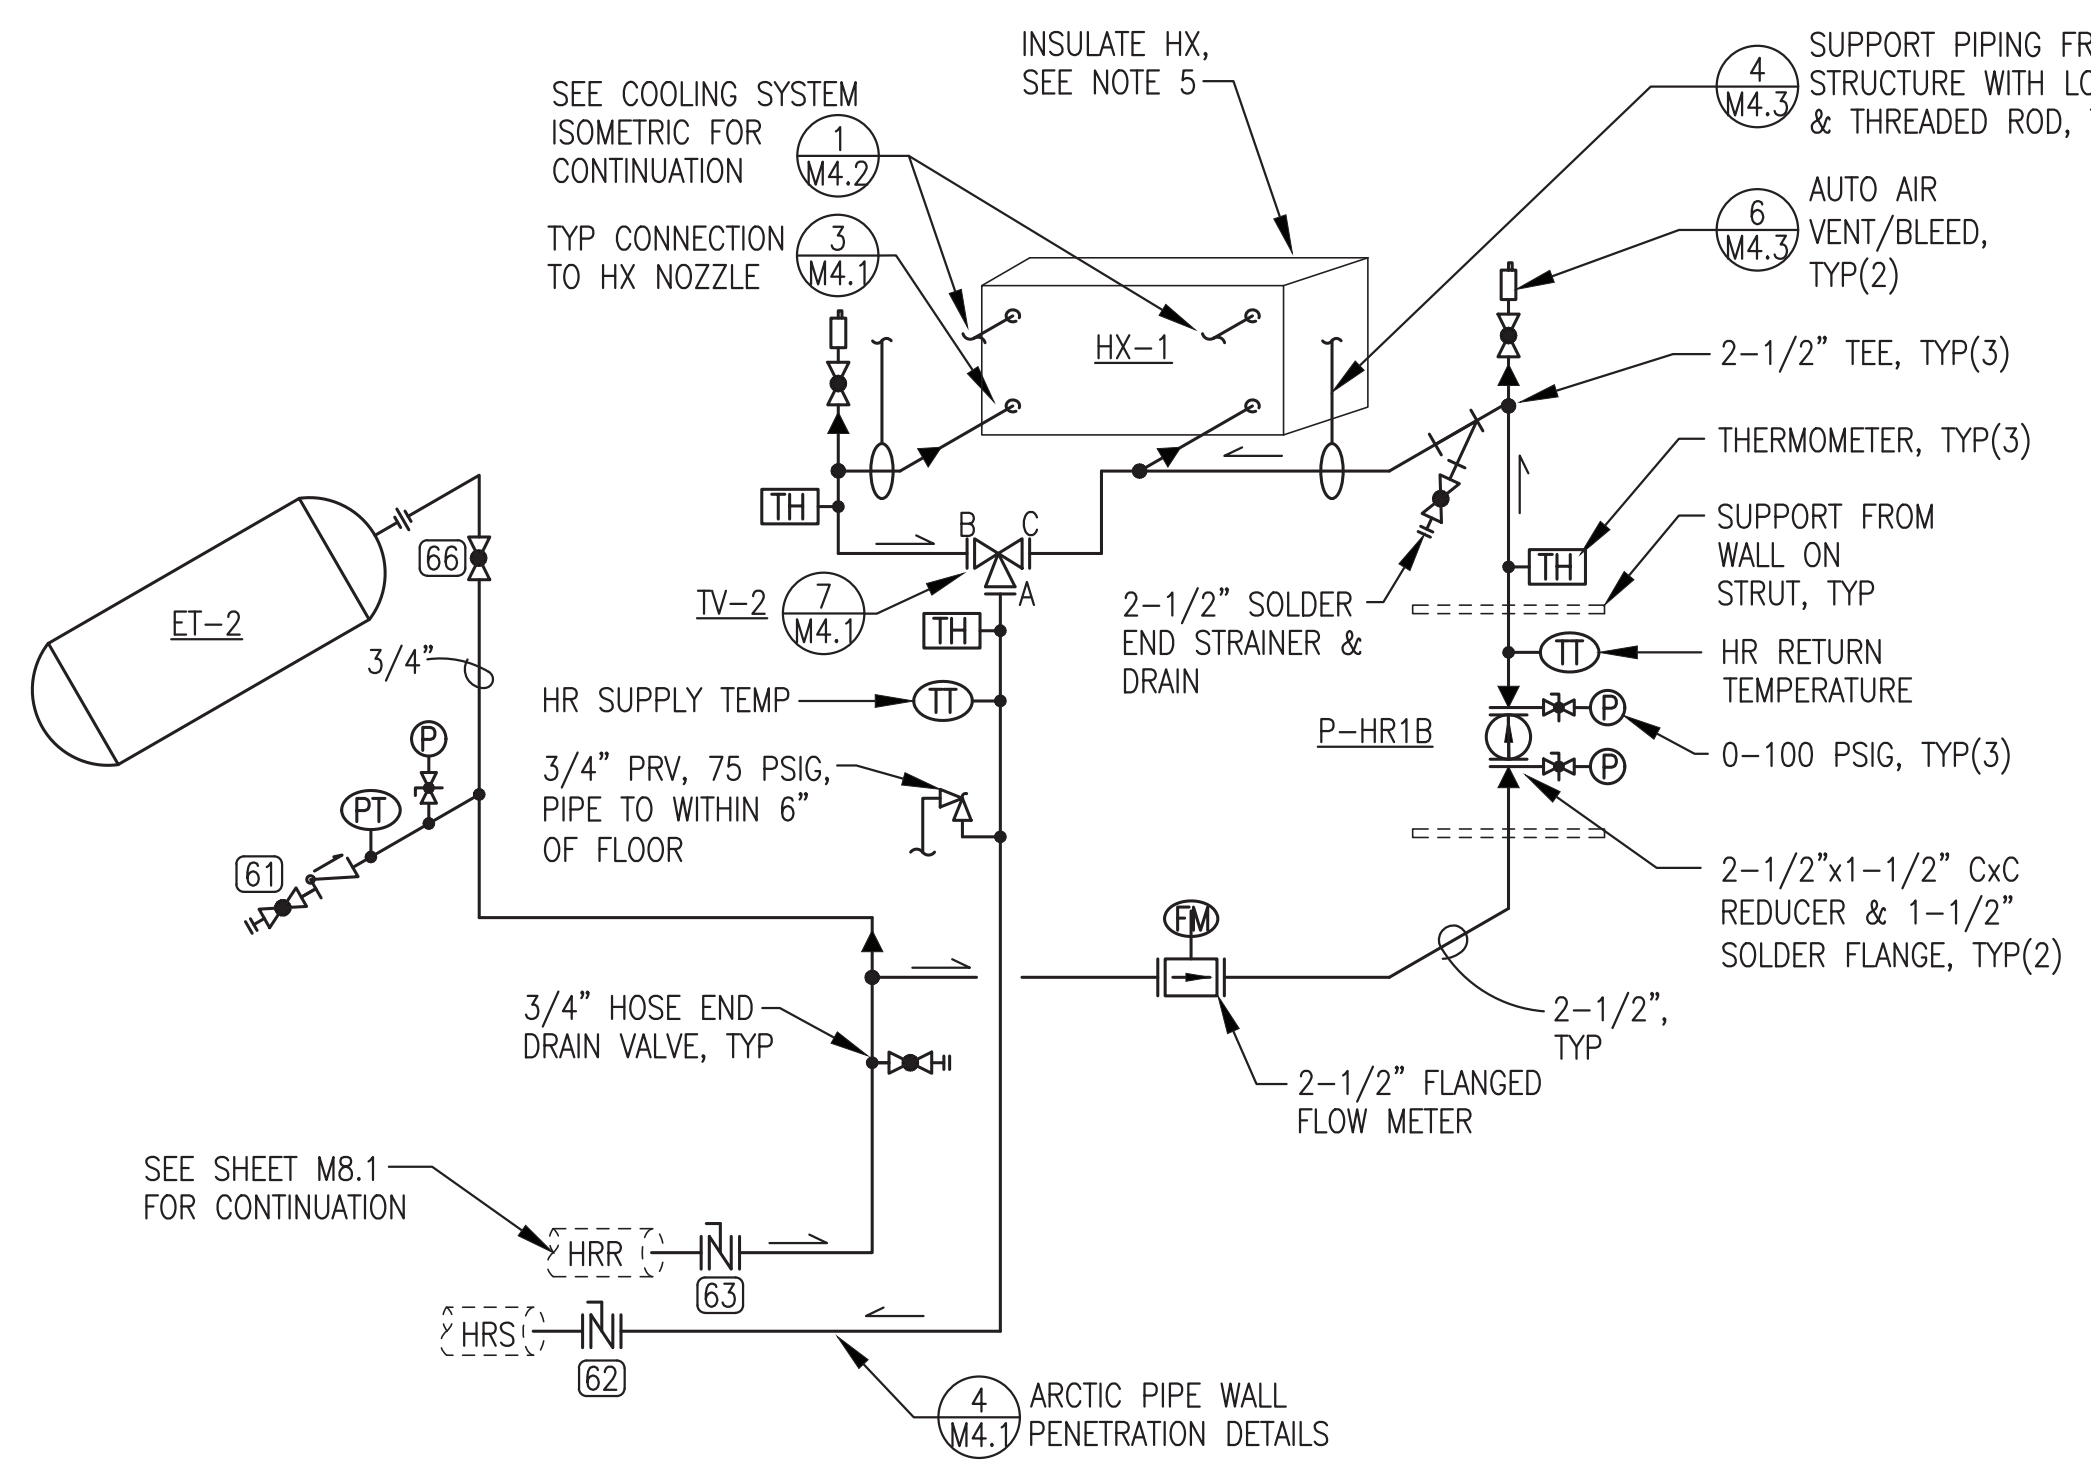 INSULATE HX,
SEE NOTE 5
4
M4.3
SUPPORT PIPING
STRUCTURE WITH
& THREADED ROD,
SEE COOLING SYSTEM
ISOMETRIC FOR
CONTINUATION
1
M4.2
TYP CONNECTION
TO HX NOZZLE
3
M4.1
6
M4.3
AUTO AIR
VENT/BLEED,
TYP(2)
HX-1
2-1/2" TEE, TYP(3)
THERMOMETER, TYP(3)
TH
B
C
A
66
TV-2
7
M4.1
TH
2-1/2" SOLDER
END STRAINER &
DRAIN
TH
SUPPORT FROM
WALL ON
STRUT, TYP
ET-2
3/4"
HR SUPPLY TEMP
TT
TT
HR RETURN
TEMPERATURE
P-HR1B
P
P
0-100 PSIG, TYP(3)
P
PT
61
3/4" PRV, 75 PSIG,
PIPE TO WITHIN 6"
OF FLOOR
2-1/2"x1-1/2" CxC
REDUCER & 1-1/2"
SOLDER FLANGE, TYP(2)
FM
3/4" HOSE END
DRAIN VALVE, TYP
2-1/2",
TYP
2-1/2" FLANGED
FLOW METER
SEE SHEET M8.1
FOR CONTINUATION
HRR
63
HRS
62
4
M4.1
ARCTIC PIPE WALL
PENETRATION DETAILS